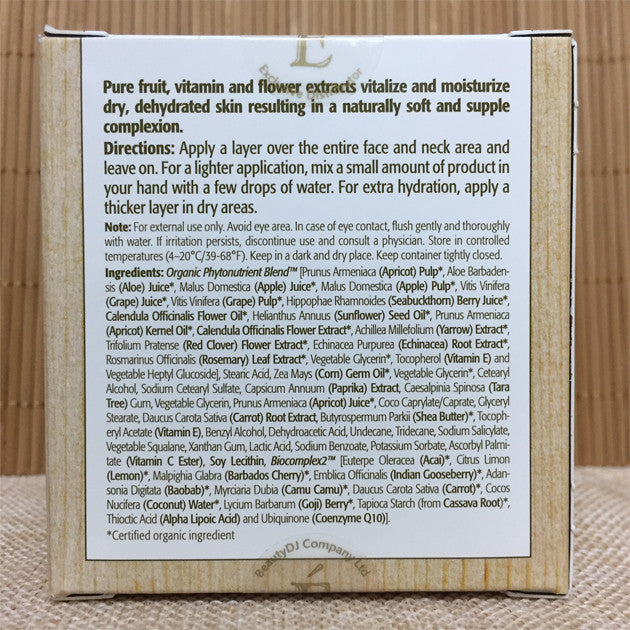 E
Exclusive Distributor
Pure fruit, vitamin and flower extracts vitalize and moisturize
dry, dehydrated skin resulting in a naturally soft and supple
complexion.
Directions: Apply a layer over the entire face and neck area and
leave on. For a lighter application, mix a small amount of product in
your hand with a few drops of water. For extra hydration, apply a
thicker layer in dry areas.
Note: For external use only. Avoid eye area. In case of eye contact, flush gently and thoroughly
with water. If irritation persists, discontinue use and consult a physician. Store in controlled
temperatures (4–20°C/39-68°F). Keep in a dark and dry place. Keep container tightly closed.
Ingredients: Organic Phytonutrient Blend™ [Prunus Armeniaca (Apricot) Pulp*, Aloe Barbaden-
sis (Aloe) Juice*, Malus Domestica (Apple) Juice*, Malus Domestica (Apple) Pulp*, Vitis Vinifera
(Grape) Juice*, Vitis Vinifera (Grape) Pulp*, Hippophae Rhamnoides (Seabuckthorn) Berry Juice*,
Calendula Officinalis Flower Oil*, Helianthus Annuus (Sunflower) Seed Oil*, Prunus Armeniaca
(Apricot) Kernel Oil*, Calendula Officinalis Flower Extract*, Achillea Millefolium (Yarrow) Extract*,
Trifolium Pratense (Red Clover) Flower Extract*, Echinacea Purpurea (Echinacea) Root Extract*,
Rosmarinus Officinalis (Rosemary) Leaf Extract*, Vegetable Glycerin*, Tocopherol (Vitamin E) and
Vegetable Heptyl Glucoside], Stearic Acid, Zea Mays (Corn) Germ Oil*, Vegetable Glycerin*, Cetearyl
Alcohol, Sodium Cetearyl Sulfate, Capsicum Annuum (Paprika) Extract, Caesalpinia Spinosa (Tara
Tree) Gum, Vegetable Glycerin, Prunus Armeniaca (Apricot) Juice*, Coco Caprylate/Caprate, Glyceryl
Stearate, Daucus Carota Sativa (Carrot) Root Extract, Butyrospermum Parkii (Shea Butter)*, Tocoph-
eryl Acetate (Vitamin E), Benzyl Alcohol, Dehydroacetic Acid, Undecane, Tridecane, Sodium Salicylate,
Vegetable Squalane, Xanthan Gum, Lactic Acid, Sodium Benzoate, Potassium Sorbate, Ascorbyl Palmi-
tate (Vitamin C Ester), Soy Lecithin, Biocomplex2™ [Euterpe Oleracea (Acai)*, Citrus Limon
(Lemon)*, Malpighia Glabra (Barbados Cherry)*, Emblica Officinalis (Indian Gooseberry)*, Adan-
sonia Digitata (Baobab)*, Myrciaria Dubia (Camu Camu)*, Daucus Carota Sativa (Carrot)*, Cocos
Nucifera (Coconut) Water*, Lycium Barbarum (Goji) Berry*, Tapioca Starch (from Cassava Root)*,
Thioctic Acid (Alpha Lipoic Acid) and Ubiquinone (Coenzyme Q10)].
*Certified organic ingredient
BeautyDJ Company Ltd
É